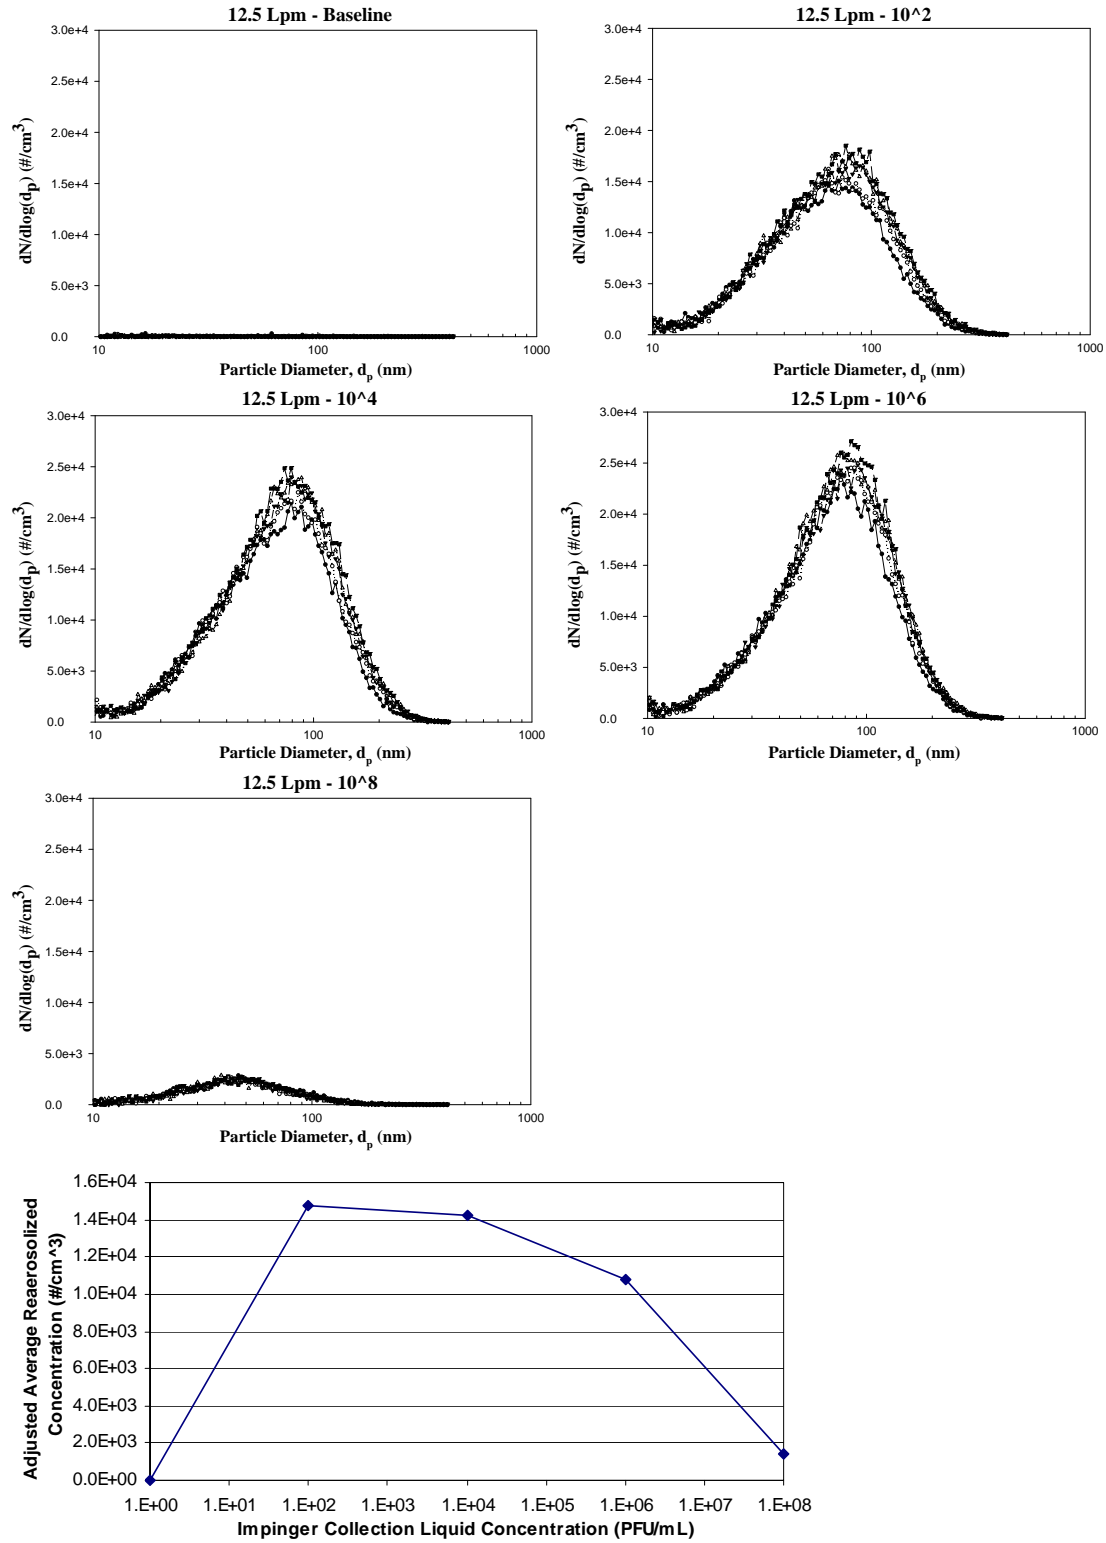 12.5 Lpm - Baseline
3.0e+4
2.5e+4
2.0e+4
1.5e+4
1.0e+4
5.0e+3
0.0
dN/dlog(dp) (#/cm3)
10 100 1000
Particle Diameter, dp (nm)
12.5 Lpm - 10^2
3.0e+4
2.5e+4
2.0e+4
1.5e+4
1.0e+4
5.0e+3
0.0
dN/dlog(dp) (#/cm3)
10 100 1000
Particle Diameter, dp (nm)
12.5 Lpm - 10^4
3.0e+4
2.5e+4
2.0e+4
1.5e+4
1.0e+4
5.0e+3
0.0
dN/dlog(dp) (#/cm3)
10 100 1000
Particle Diameter, dp (nm)
12.5 Lpm - 10^6
3.0e+4
2.5e+4
2.0e+4
1.5e+4
1.0e+4
5.0e+3
0.0
dN/dlog(dp) (#/cm3)
10 100 1000
Particle Diameter, dp (nm)
12.5 Lpm - 10^8
3.0e+4
2.5e+4
2.0e+4
1.5e+4
1.0e+4
5.0e+3
0.0
dN/dlog(dp) (#/cm3)
10 100 1000
Particle Diameter, dp (nm)
Adjusted Average Reaerosolized
Concentration (#/cm^3)
1.6E+04
1.4E+04
1.2E+04
1.0E+04
8.0E+03
6.0E+03
4.0E+03
2.0E+03
0.0E+00
1.E+00 1.E+01 1.E+02 1.E+03 1.E+04 1.E+05 1.E+06 1.E+07 1.E+08
Impinger Collection Liquid Concentration (PFU/mL)